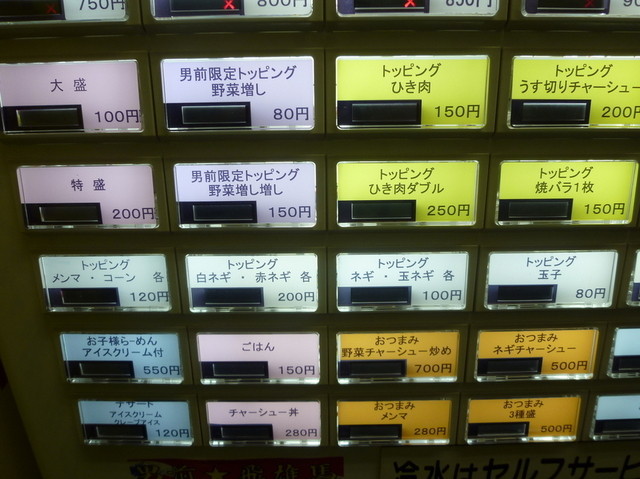 750円
800円
850円
大盛
100円
男前限定トッピング
野菜増し
80円
トッピング
ひき肉
150円
トッピング
うす切りチャーシュー
200円
特盛
200円
男前限定トッピング
野菜増し増し
150円
トッピング
ひき肉ダブル
250円
トッピング
焼バラ1枚
150円
トッピング
メンマ・コーン 各
120円
トッピング
白ネギ・赤ネギ 各
200円
トッピング
ネギ・玉ネギ 各
100円
トッピング
玉子
80円
お子様らーめん
アイスクリーム付
550円
ごはん
150円
おつまみ
野菜チャーシュー炒め
700円
おつまみ
ネギチャーシュー
500円
デザート
アイスクリーム
クレープアイス
120円
チャーシュー丼
280円
おつまみ
メンマ
280円
おつまみ
3種盛
500円
冷水はセルフサービ